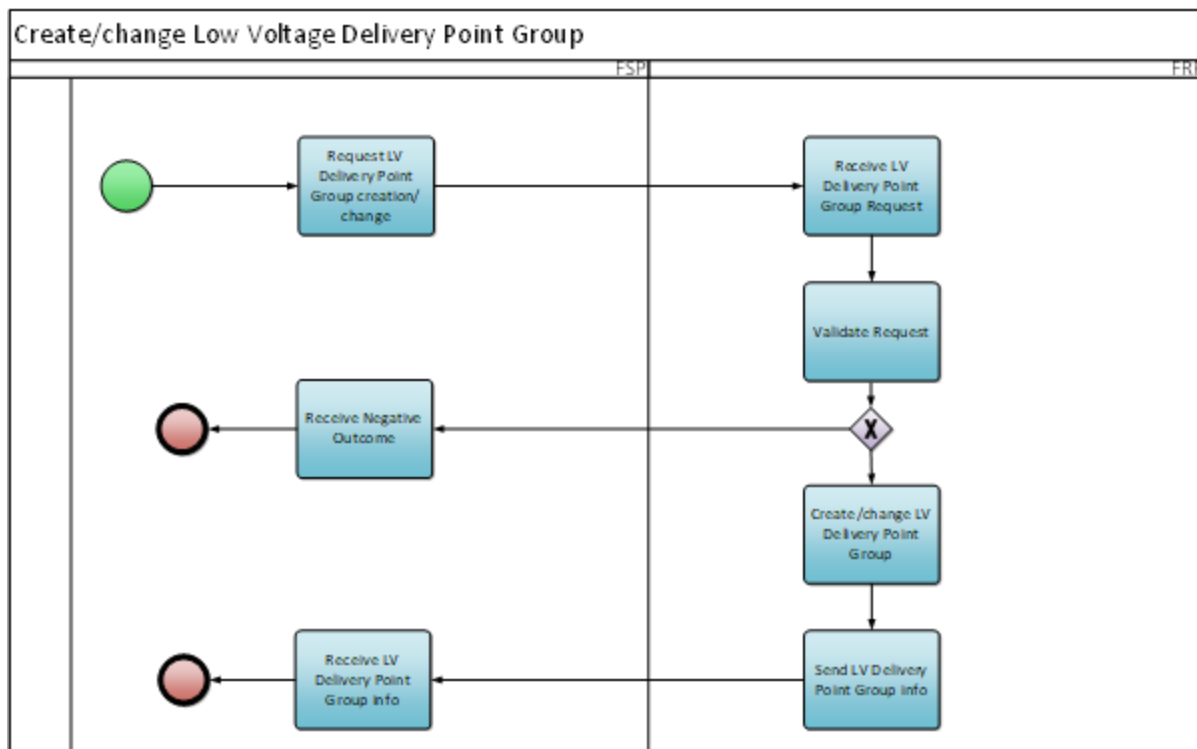 Create/change Low Voltage Delivery Point Group
FSP
Request LV
Delivery Point
Group creation/
change
Receive LV
Delivery Point
Group Request
Validate Request
Receive Negative
Outcome
X
Create/change LV
Delivery Point
Group
Receive LV
Delivery Point
Group info
Send LV Delivery
Point Group info